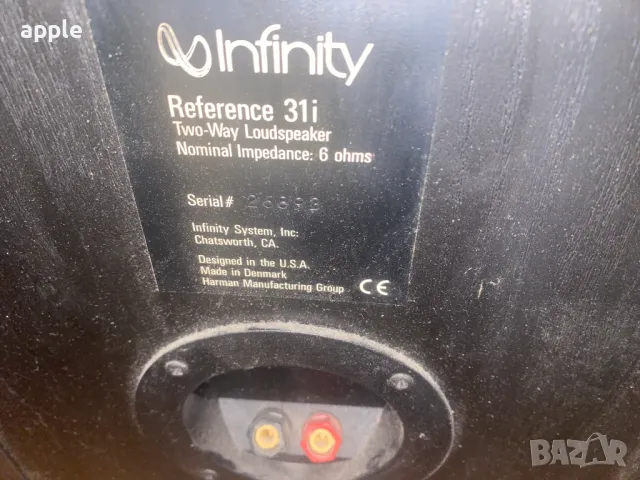 apple
Infinity
Reference 31i
Two-Way Loudspeaker
Nominal Impedance: 6 ohms
Serial #
Infinity System, Inc:
Chatsworth, CA.
Designed in the U.S.A.
Made in Denmark
Harman Manufacturing Group CE
BAZAR